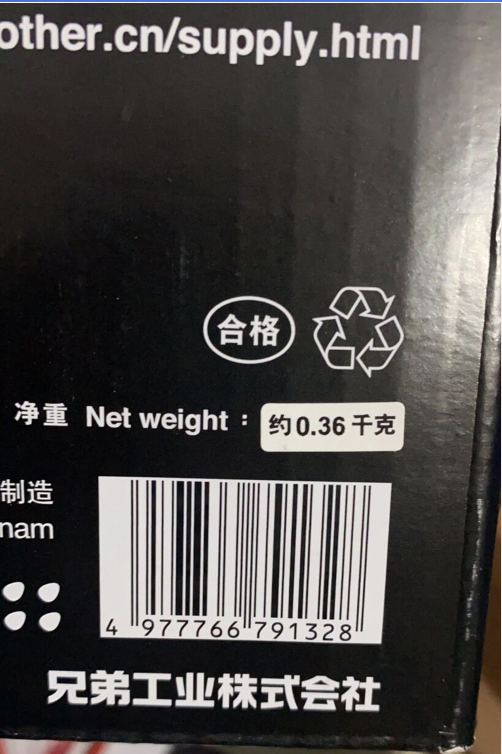 other.cn/supply.html
合格
净重 Net weight : 约0.36 千克
制造
nam
4 977766 791328
兄弟工业株式会社